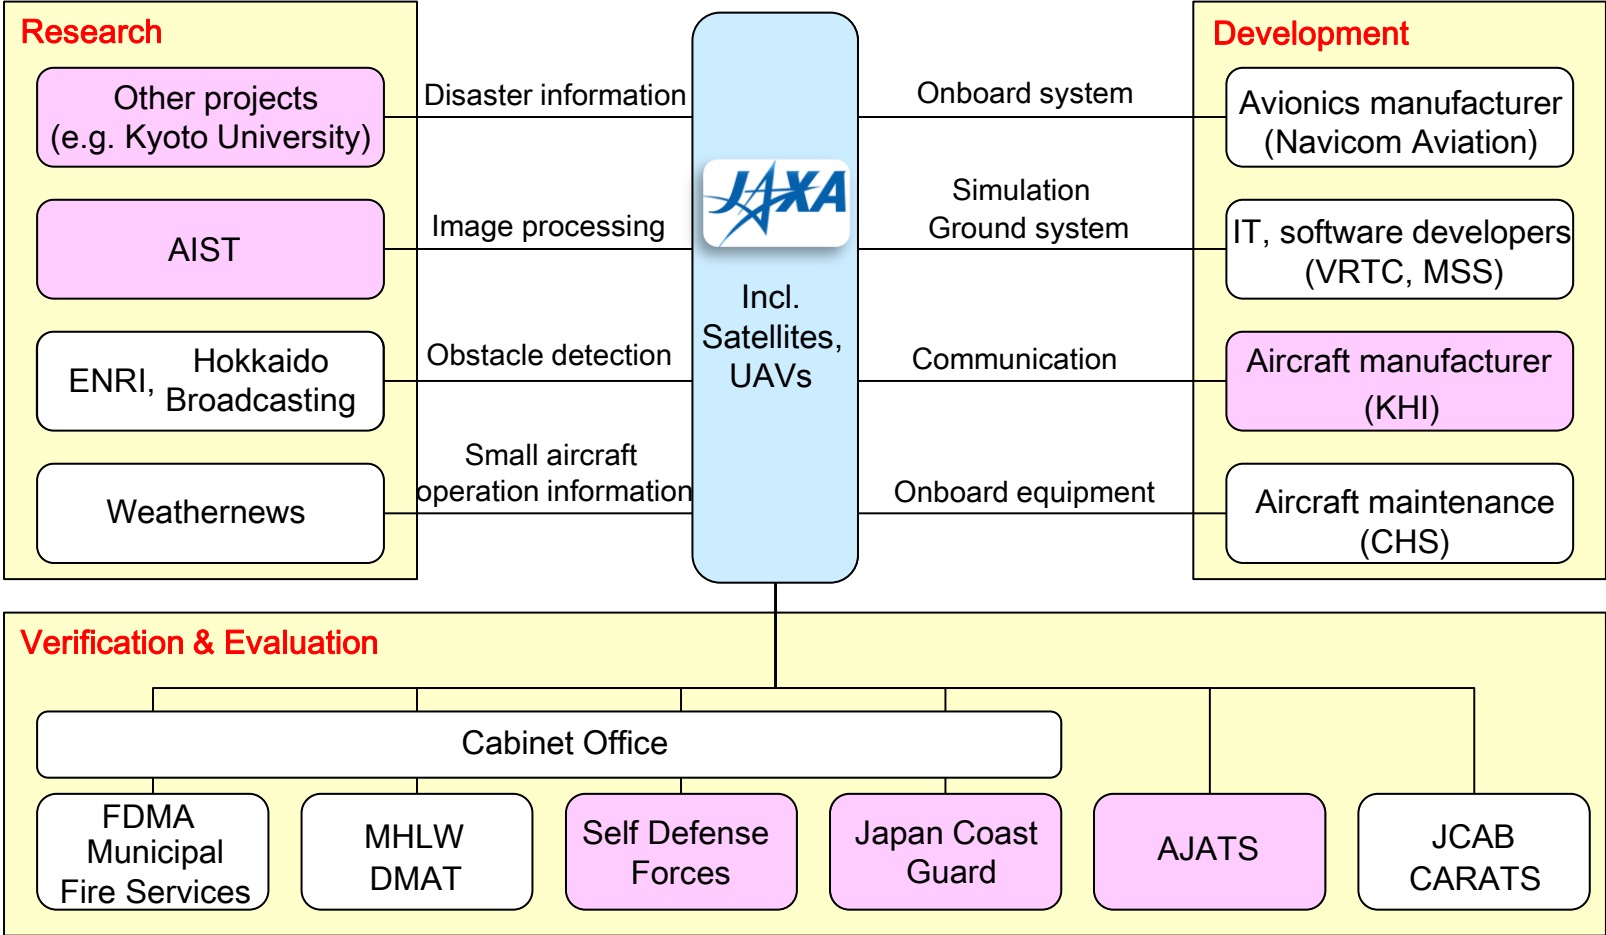 Research
Other projects
(e.g. Kyoto University)
AIST
ENRI, Hokkaido
Broadcasting
Weathernews
Disaster information
Image processing
Obstacle detection
Small aircraft
operation information
JAXA
Incl.
Satellites,
UAVs
Onboard system
Simulation
Ground system
Communication
Onboard equipment
Development
Avionics manufacturer
(Navicom Aviation)
IT, software developers
(VRTC, MSS)
Aircraft manufacturer
(KHI)
Aircraft maintenance
(CHS)
Verification & Evaluation
Cabinet Office
FDMA
Municipal
Fire Services
MHLW
DMAT
Self Defense
Forces
Japan Coast
Guard
AJATS
JCAB
CARATS